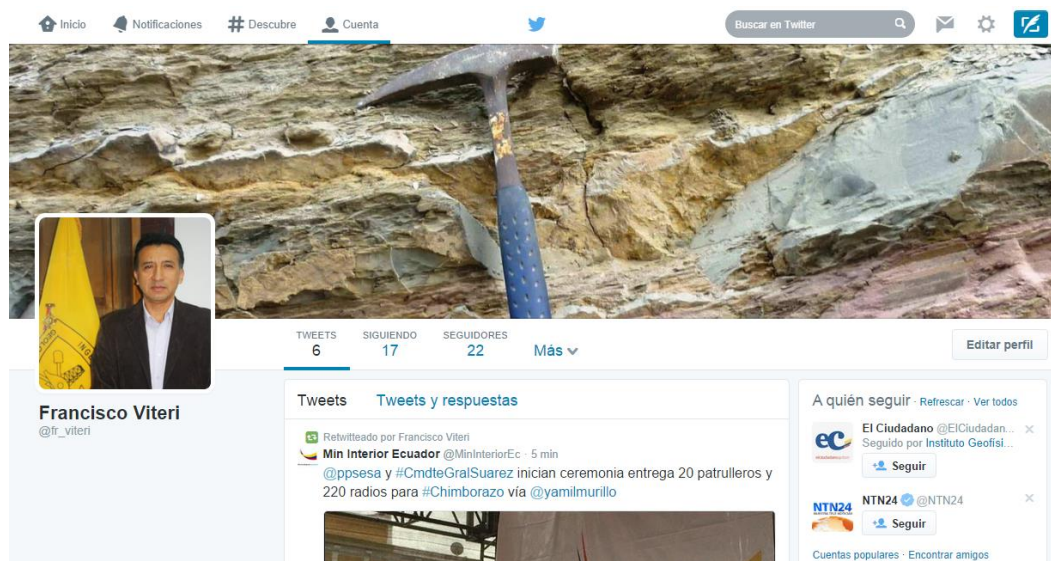 Inicio
Notificaciones
Descubre
Cuenta
Buscar en Twitter
TWEETS
6
SIGUIENDO
17
SEGUIDORES
22
Más
Editar perfil
Francisco Viteri
@fr_viteri
Tweets
Tweets y respuestas
Retwitteado por Francisco Viteri
Min Interior Ecuador @MinInteriorEc · 5 min
@ppsesa y #CmdteGralSuarez inician ceremonia entrega 20 patrulleros y
220 radios para #Chimborazo vía @yamilmurillo
A quién seguir · Refrescar · Ver todos
ec
El Ciudadano @ElCiudadan...
Seguido por Instituto Geofísi...
Seguir
NTN24
NTN24 @NTN24
Seguir
Cuentas populares · Encontrar amigos